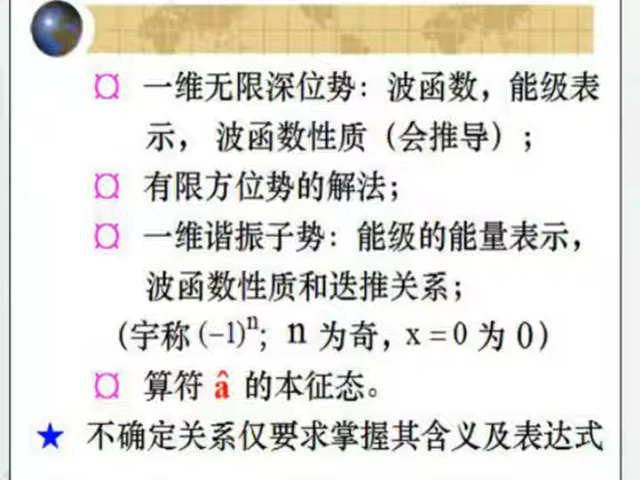 一维无限深位势：波函数，能级表
示，波函数性质（会推导）；
有限方位势的解法；
一维谐振子势：能级的能量表示，
波函数性质和迭推关系；
(宇称 (−1)ⁿ; n 为奇, x = 0 为 0)
算符 â 的本征态。
★ 不确定关系仅要求掌握其含义及表达式